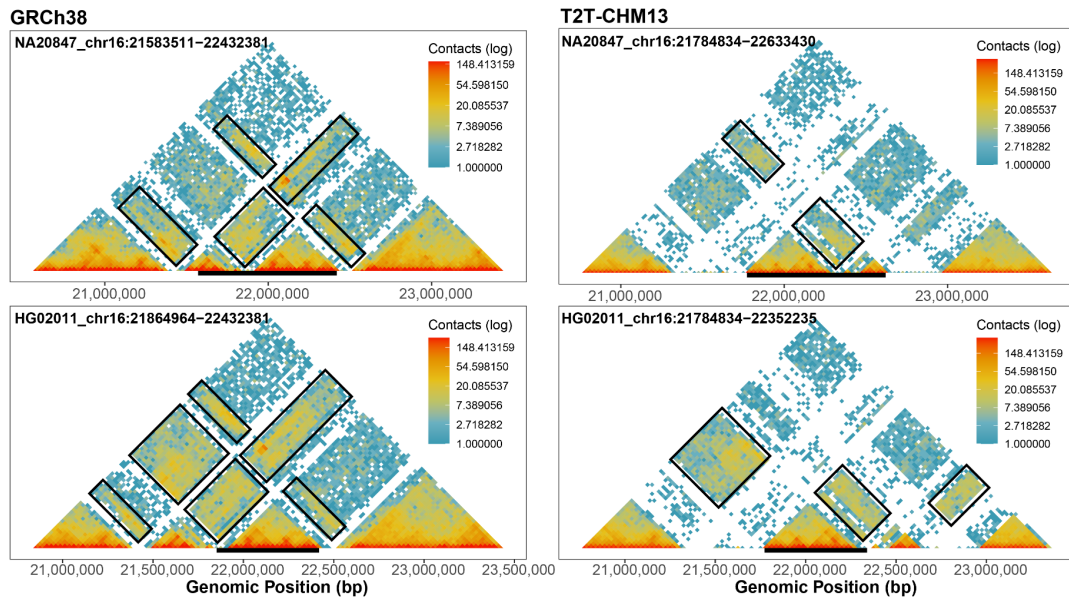 GRCh38
T2T-CHM13
NA20847_chr16:21583511−22432381
Contacts (log)
148.413159
54.598150
20.085537
7.389056
2.718282
1.000000
21,000,000 22,000,000 23,000,000
NA20847_chr16:21784834−22633430
Contacts (log)
148.413159
54.598150
20.085537
7.389056
2.718282
1.000000
21,000,000 22,000,000 23,000,000
HG02011_chr16:21864964−22432381
Contacts (log)
148.413159
54.598150
20.085537
7.389056
2.718282
1.000000
21,000,000 21,500,000 22,000,000 22,500,000 23,000,000 23,500,000
Genomic Position (bp)
HG02011_chr16:21784834−22352235
Contacts (log)
148.413159
54.598150
20.085537
7.389056
2.718282
1.000000
21,000,000 21,500,000 22,000,000 22,500,000 23,000,000
Genomic Position (bp)